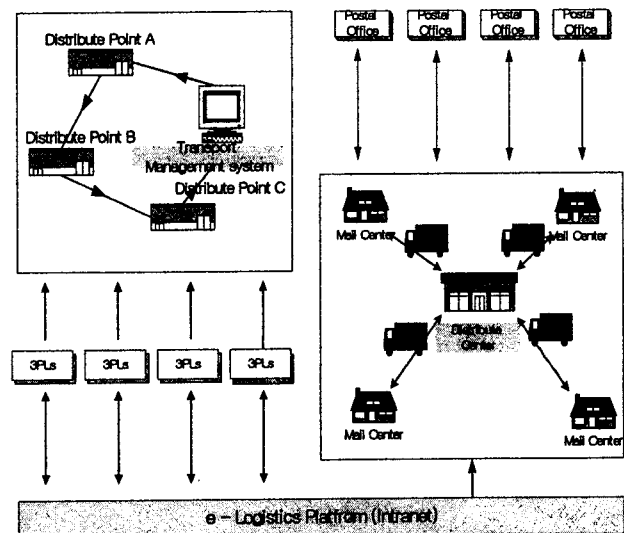 Distribute Point A
Distribute Point B
Transport
Management system
Distribute Point C
3PLs
3PLs
3PLs
3PLs
Postal
Office
Postal
Office
Postal
Office
Postal
Office
Mail Center
Mail Center
Distribute
Center
Mail Center
Mail Center
e - Logistics Platfrom (Intranet)